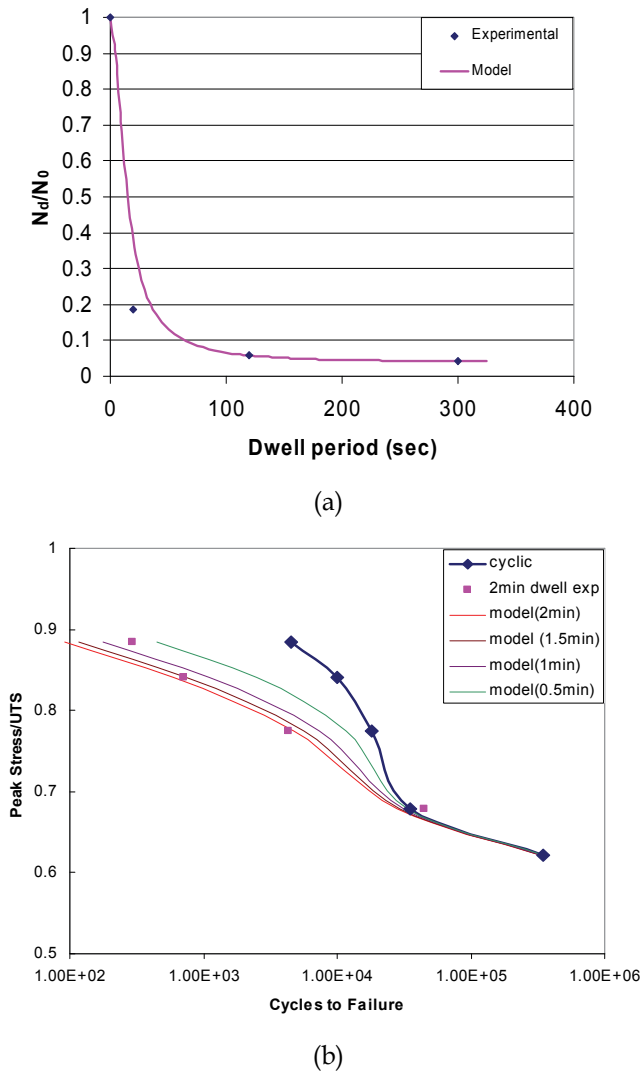 1
0.9
0.8
0.7
0.6
0.5
0.4
0.3
0.2
0.1
0
Nd/N0
Experimental
Model
0 100 200 300 400
Dwell period (sec)
(a)
1
0.9
0.8
0.7
0.6
0.5
Peak Stress/UTS
cyclic
2min dwell exp
model(2min)
model (1.5min)
model(1min)
model(0.5min)
1.00E+02 1.00E+03 1.00E+04 1.00E+05 1.00E+06
Cycles to Failure
(b)